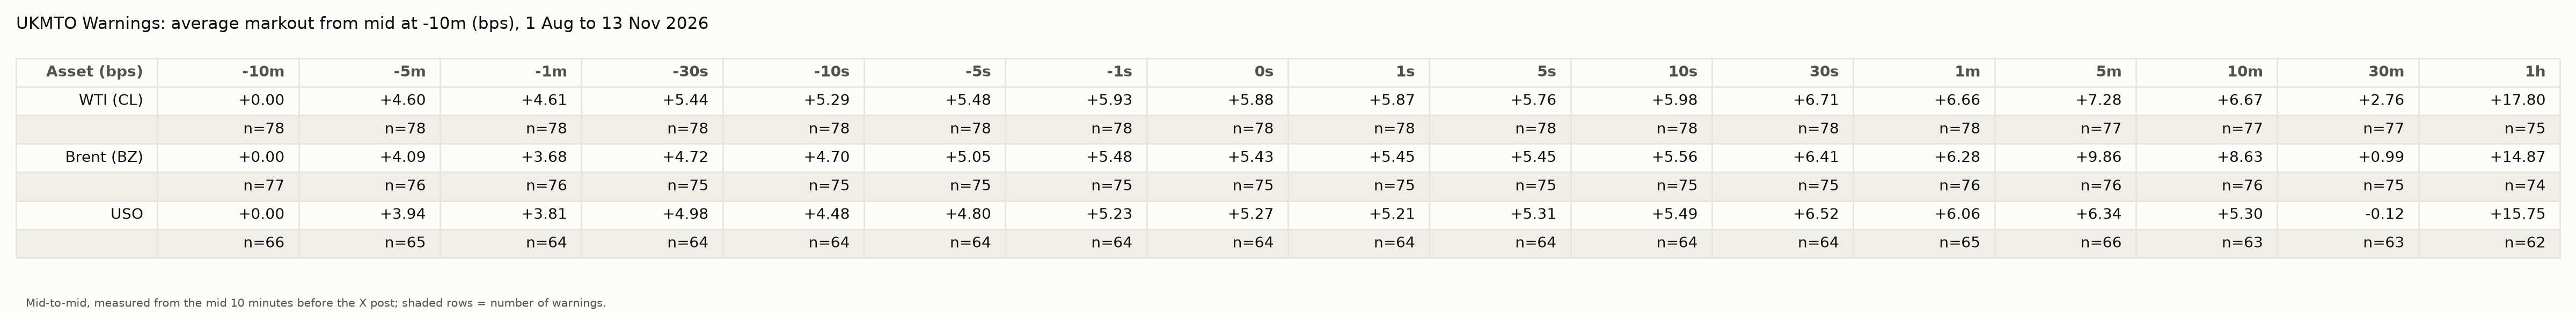 UKMTO Warnings: average markout from mid at -10m (bps), 1 Aug to 13 Nov 2026
Asset (bps) -10m -5m -1m -30s -10s -5s -1s 0s 1s 5s 10s 30s 1m 5m 10m 30m 1h
WTI (CL) +0.00 +4.60 +4.61 +5.44 +5.29 +5.48 +5.93 +5.88 +5.87 +5.76 +5.98 +6.71 +6.66 +7.28 +6.67 +2.76 +17.80
n=78 n=78 n=78 n=78 n=78 n=78 n=78 n=78 n=78 n=78 n=78 n=78 n=78 n=77 n=77 n=77 n=75
Brent (BZ) +0.00 +4.09 +3.68 +4.72 +4.70 +5.05 +5.48 +5.43 +5.45 +5.45 +5.56 +6.41 +6.28 +9.86 +8.63 +0.99 +14.87
n=77 n=76 n=76 n=75 n=75 n=75 n=75 n=75 n=75 n=75 n=75 n=75 n=76 n=76 n=76 n=75 n=74
USO +0.00 +3.94 +3.81 +4.98 +4.48 +4.80 +5.23 +5.27 +5.21 +5.31 +5.49 +6.52 +6.06 +6.34 +5.30 -0.12 +15.75
n=66 n=65 n=64 n=64 n=64 n=64 n=64 n=64 n=64 n=64 n=64 n=64 n=65 n=66 n=63 n=63 n=62
Mid-to-mid, measured from the mid 10 minutes before the X post; shaded rows = number of warnings.